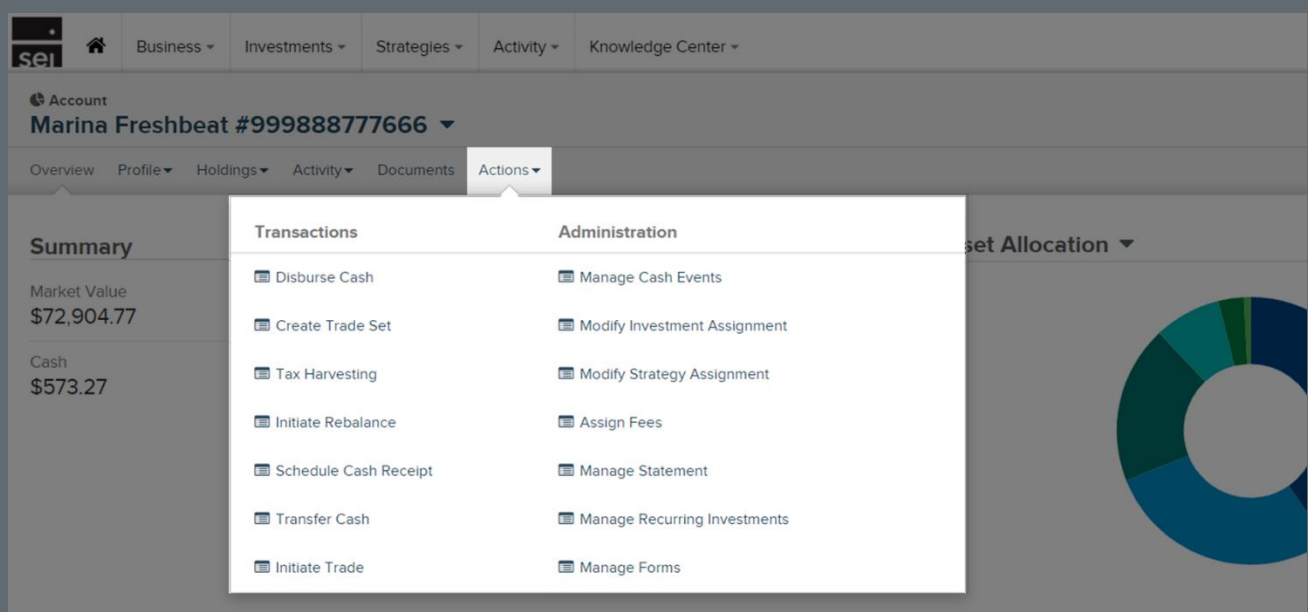 sei
Business Investments Strategies Activity Knowledge Center
Account
Marina Freshbeat #999888777666
Overview Profile Holdings Activity Documents Actions
Summary
Market Value
$72,904.77
Cash
$573.27
Transactions
Disburse Cash
Create Trade Set
Tax Harvesting
Initiate Rebalance
Schedule Cash Receipt
Transfer Cash
Initiate Trade
Administration
Manage Cash Events
Modify Investment Assignment
Modify Strategy Assignment
Assign Fees
Manage Statement
Manage Recurring Investments
Manage Forms
set Allocation